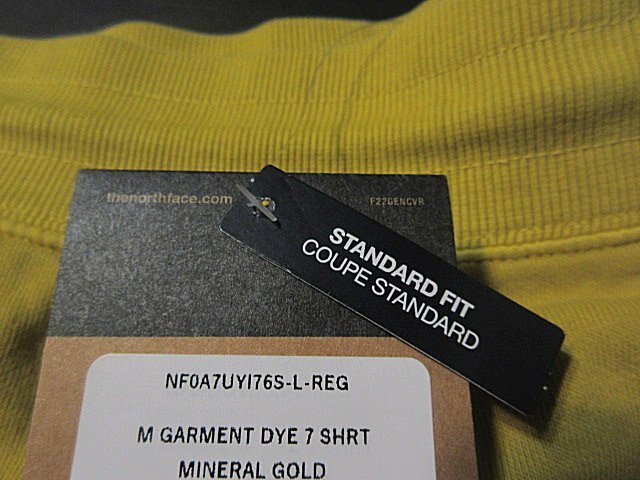 thenorthface.com
F22GENCVR
STANDARD FIT
COUPE STANDARD
NF0A7UYI76S-L-REG
M GARMENT DYE 7 SHRT
MINERAL GOLD